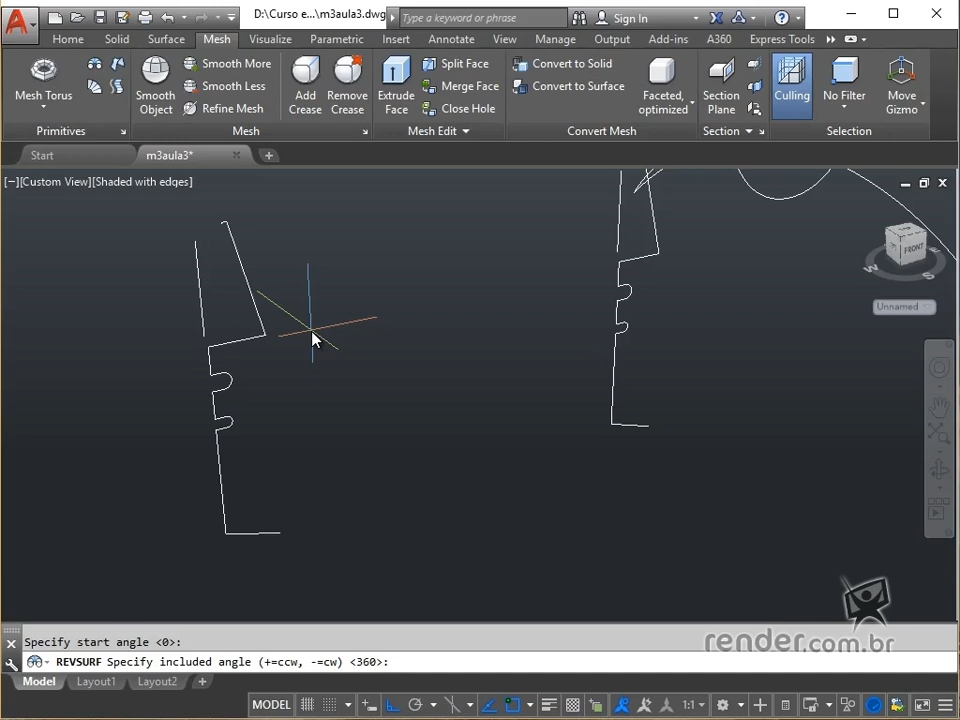 D:\Curso e...\m3aula3.dwg
Type a keyword or phrase
Sign In
Home Solid Surface Mesh Visualize Parametric Insert Annotate View Manage Output Add-ins A360 Express Tools
Mesh Torus
Smooth Object
Smooth More
Smooth Less
Refine Mesh
Add Crease
Remove Crease
Extrude Face
Split Face
Merge Face
Close Hole
Convert to Solid
Convert to Surface
Faceted, optimized
Section Plane
Culling
No Filter
Move Gizmo
Primitives Mesh Mesh Edit Convert Mesh Section Selection
Start m3aula3*
[−][Custom View][Shaded with edges]
FRONT
W S
Unnamed
render.com.br
Specify start angle <0>:
REVSURF Specify included angle (+=ccw, -=cw) <360>:
Model Layout1 Layout2
MODEL 1:1